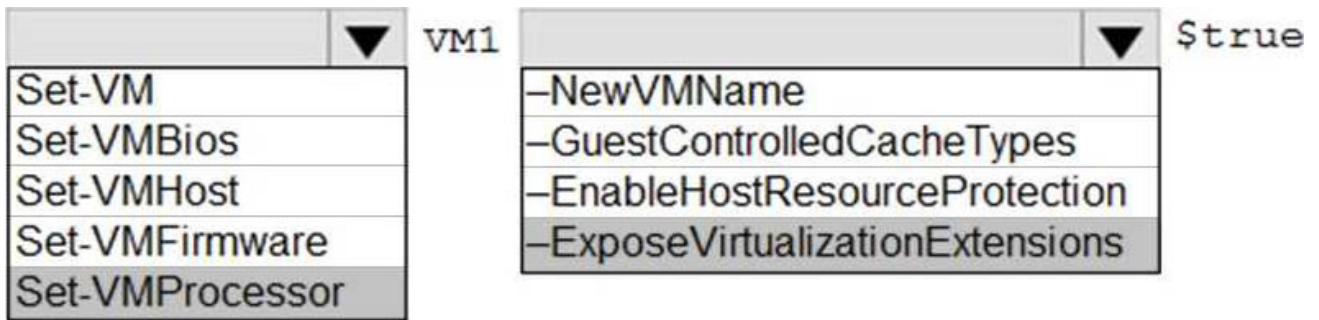 VM1
$true
Set-VM
Set-VMBios
Set-VMHost
Set-VMFirmware
Set-VMProcessor
–NewVMName
–GuestControlledCacheTypes
–EnableHostResourceProtection
–ExposeVirtualizationExtensions